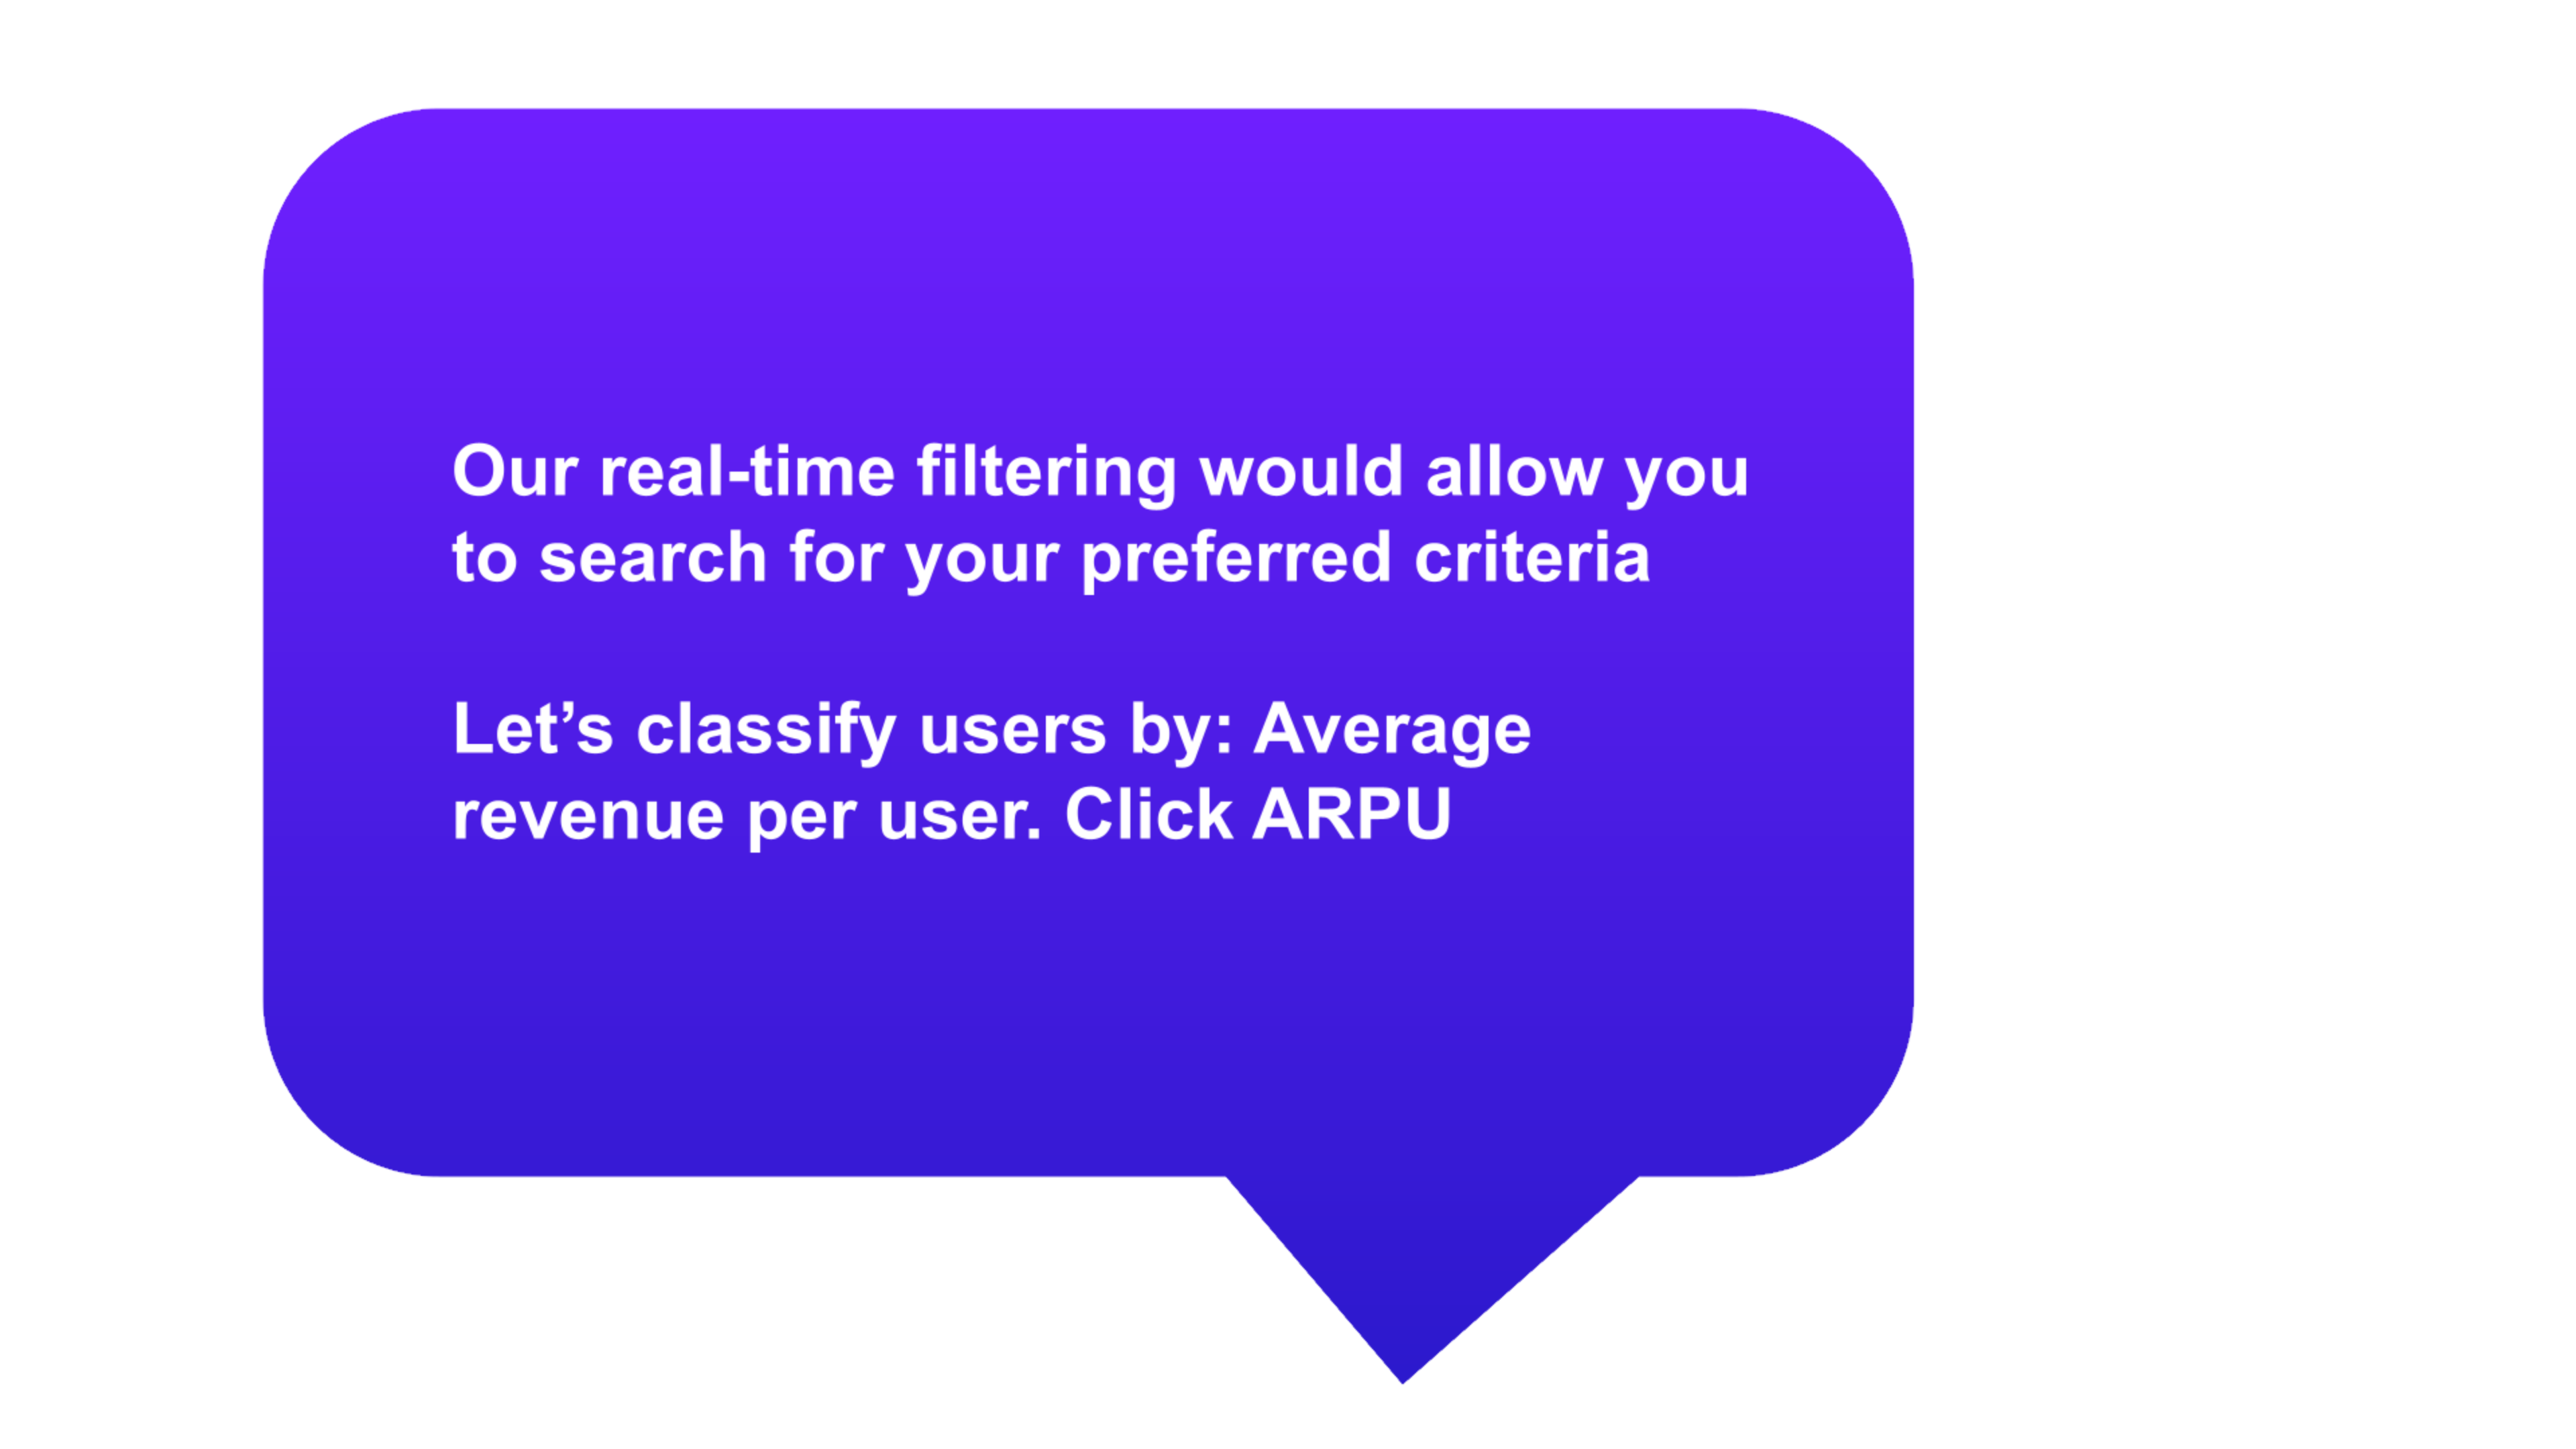 Our real-time filtering would allow you
to search for your preferred criteria
Let’s classify users by: Average
revenue per user. Click ARPU